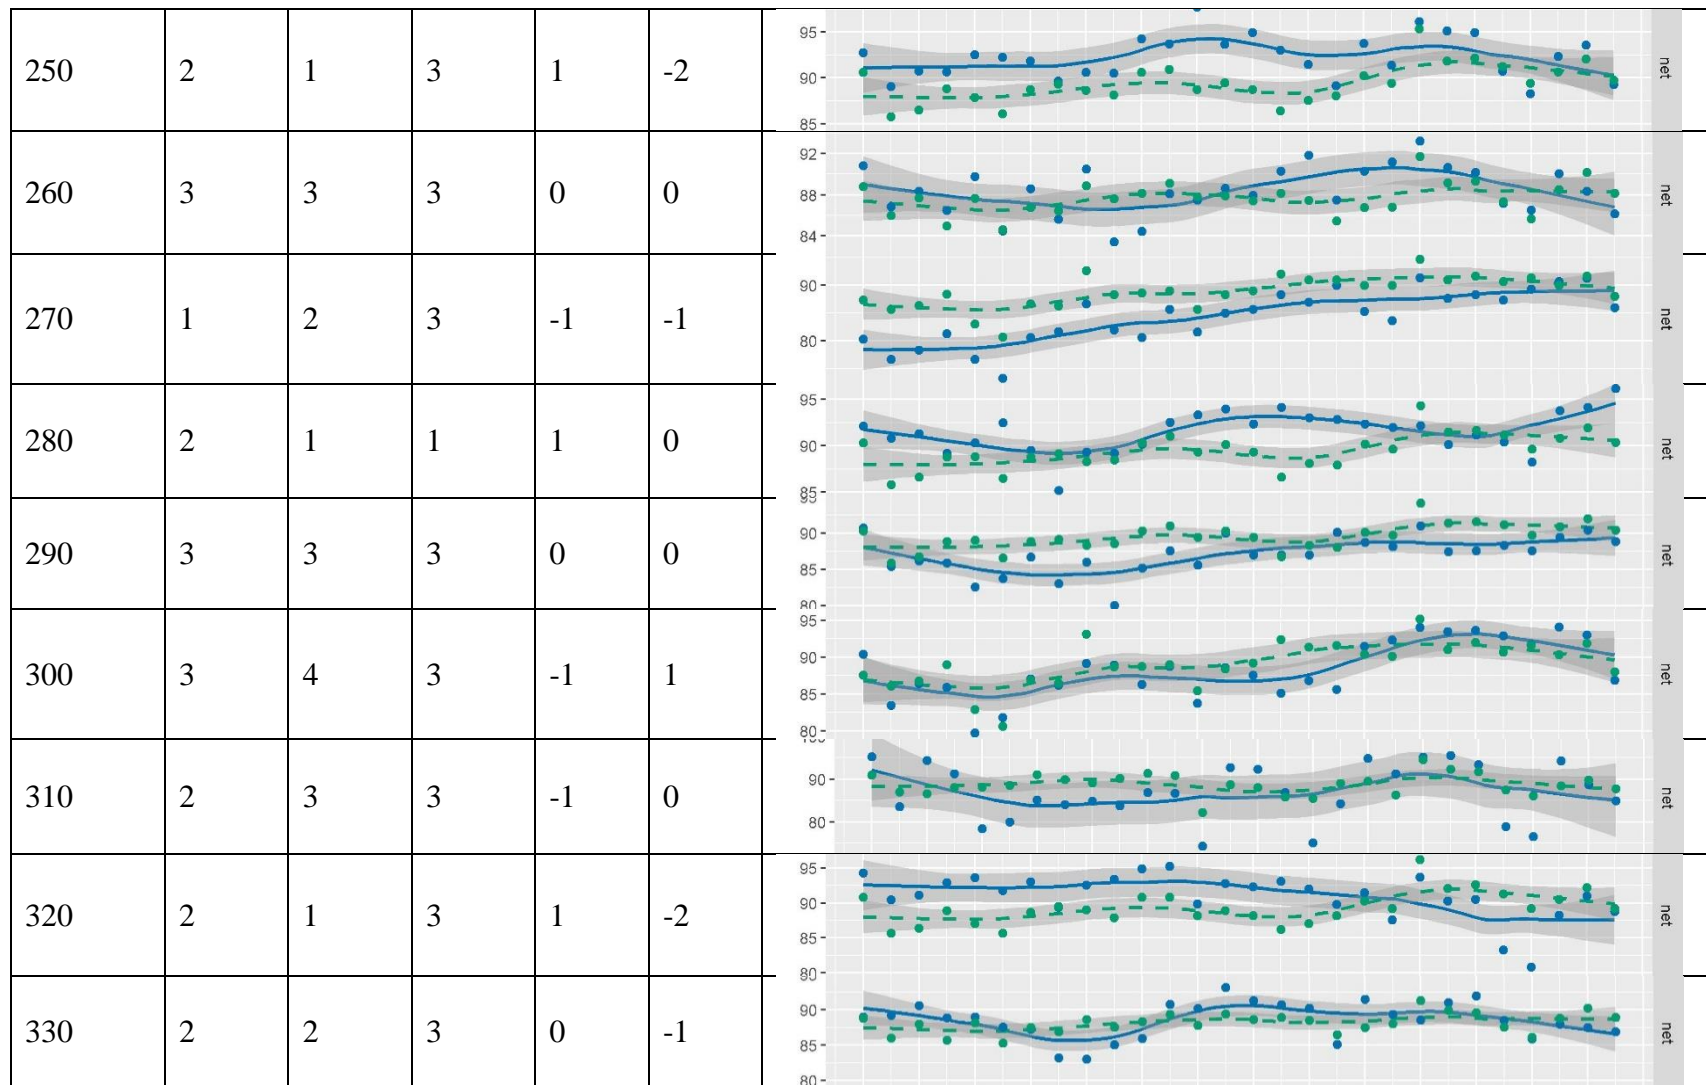 250 2 1 3 1 -2 95 90 85 net
260 3 3 3 0 0 92 88 84 net
270 1 2 3 -1 -1 90 80 net
280 2 1 1 1 0 95 90 85 net
290 3 3 3 0 0 95 90 85 80 net
300 3 4 3 -1 1 95 90 85 80 net
310 2 3 3 -1 0 90 80 net
320 2 1 3 1 -2 95 90 85 net
330 2 2 3 0 -1 90 85 80 net